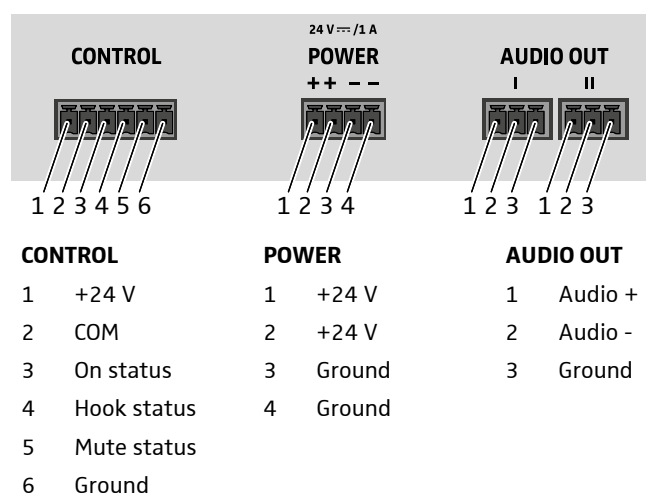 24 V ⎓ /1 A
CONTROL POWER AUDIO OUT
++ −− I II
1 2 3 4 5 6 1 2 3 4 1 2 3 1 2 3
CONTROL
1 +24 V
2 COM
3 On status
4 Hook status
5 Mute status
6 Ground
POWER
1 +24 V
2 +24 V
3 Ground
4 Ground
AUDIO OUT
1 Audio +
2 Audio -
3 Ground